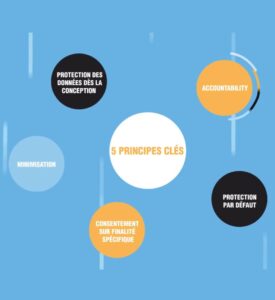 PROTECTION DES
DONNÉES DÈS LA
CONCEPTION
ACCOUNTABILITY
5 PRINCIPES CLÉS
MINIMISATION
PROTECTION
PAR DÉFAUT
CONSENTEMENT
SUR FINALITÉ
SPÉCIFIQUE